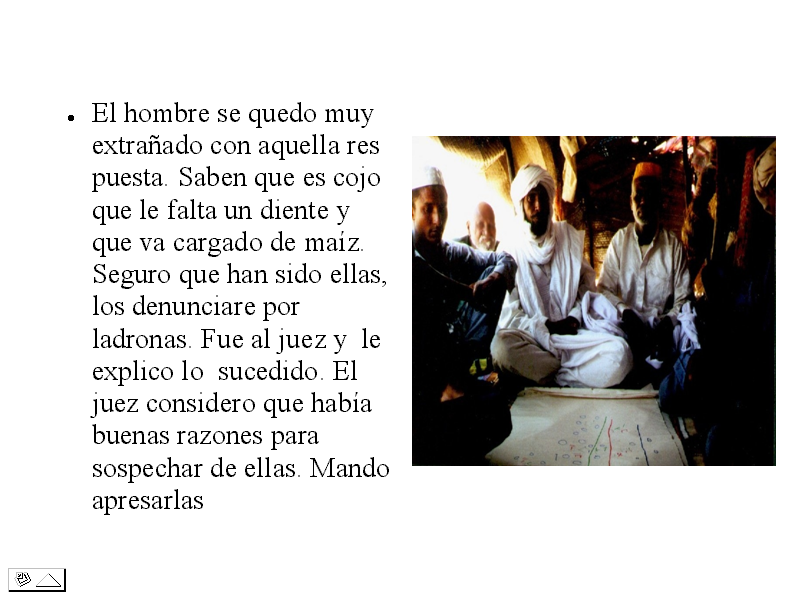 El hombre se quedo muy
extrañado con aquella res
puesta. Saben que es cojo
que le falta un diente y
que va cargado de maíz.
Seguro que han sido ellas,
los denunciare por
ladronas. Fue al juez y  le
explico lo  sucedido. El
juez considero que había
buenas razones para
sospechar de ellas. Mando
apresarlas